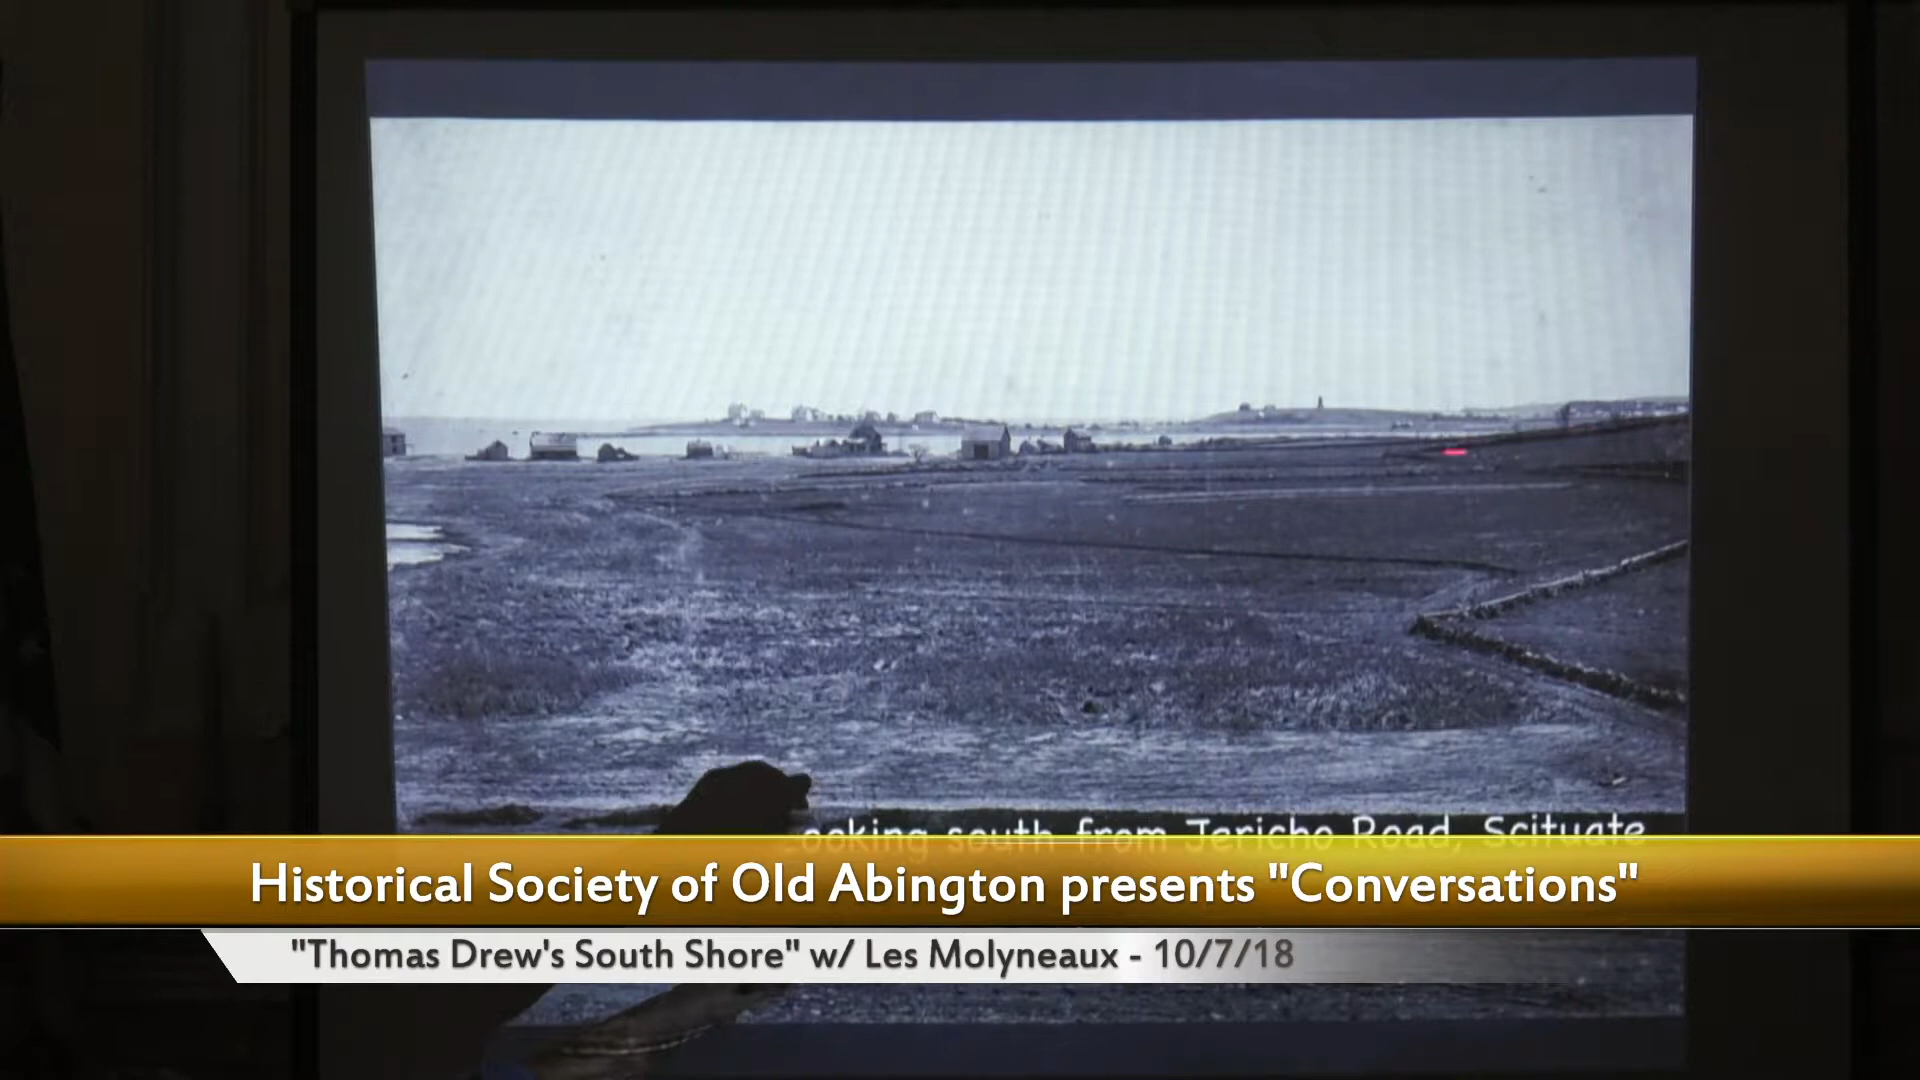 ooking south from Jericho Road, Scituate
Historical Society of Old Abington presents "Conversations"
"Thomas Drew's South Shore" w/ Les Molyneaux - 10/7/18